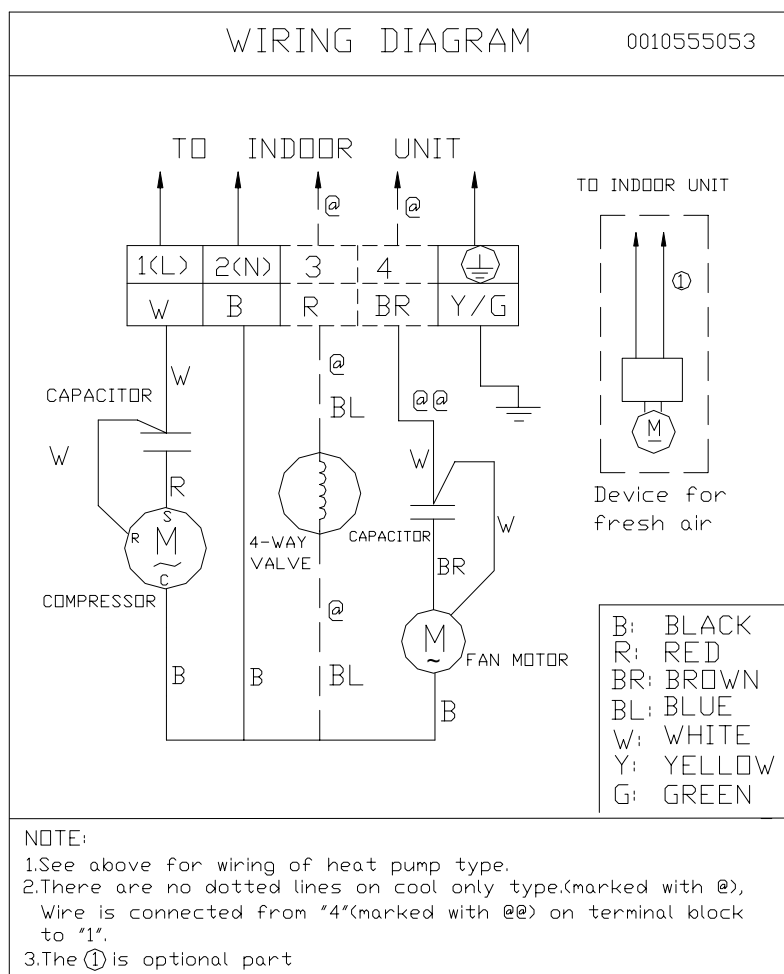 WIRING DIAGRAM 0010555053
TO INDOOR UNIT
TO INDOOR UNIT
@ @
1(L) 2(N) 3 4
W B R BR Y/G
①
W @ @@
CAPACITOR
BL
W W
R
CAPACITOR
W
S
R M
C
4-WAY
VALVE
BR
M
Device for
fresh air
COMPRESSOR
@
M
FAN MOTOR
B B BL
B
B: BLACK
R: RED
BR: BROWN
BL: BLUE
W: WHITE
Y: YELLOW
G: GREEN
NOTE:
1.See above for wiring of heat pump type.
2.There are no dotted lines on cool only type.(marked with @),
Wire is connected from "4"(marked with @@) on terminal block
to "1".
3.The ① is optional part